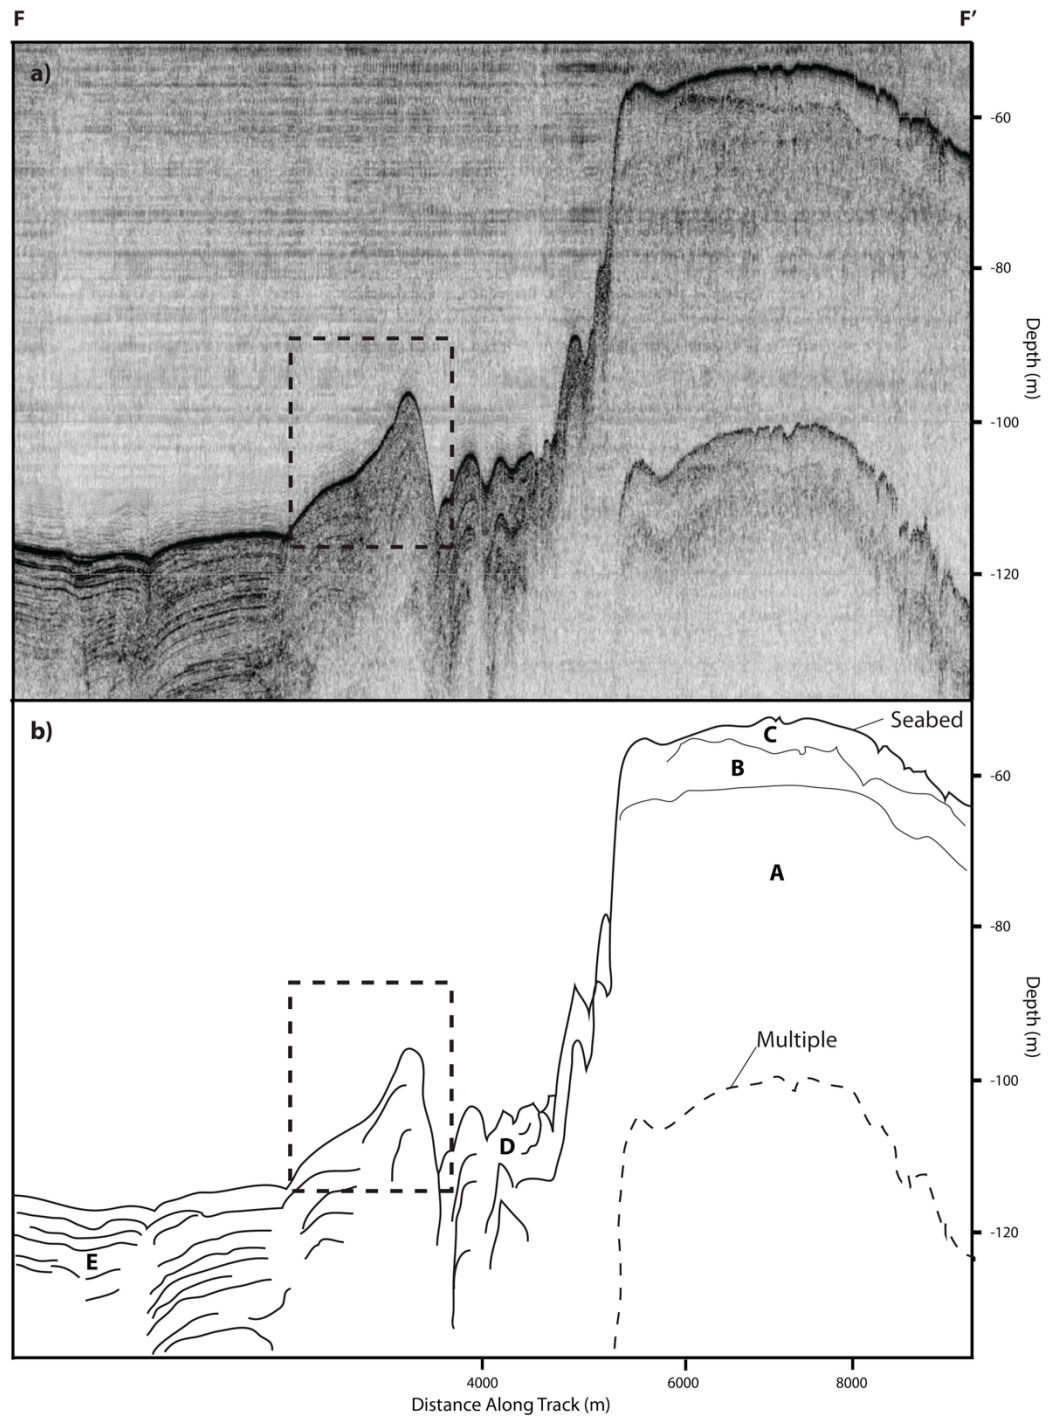 F F’
a)
-60
-80
Depth (m)
-100
-120
b)
Seabed
C
B
-60
A
-80
Depth (m)
Multiple
-100
D
-120
E
4000 6000 8000
Distance Along Track (m)